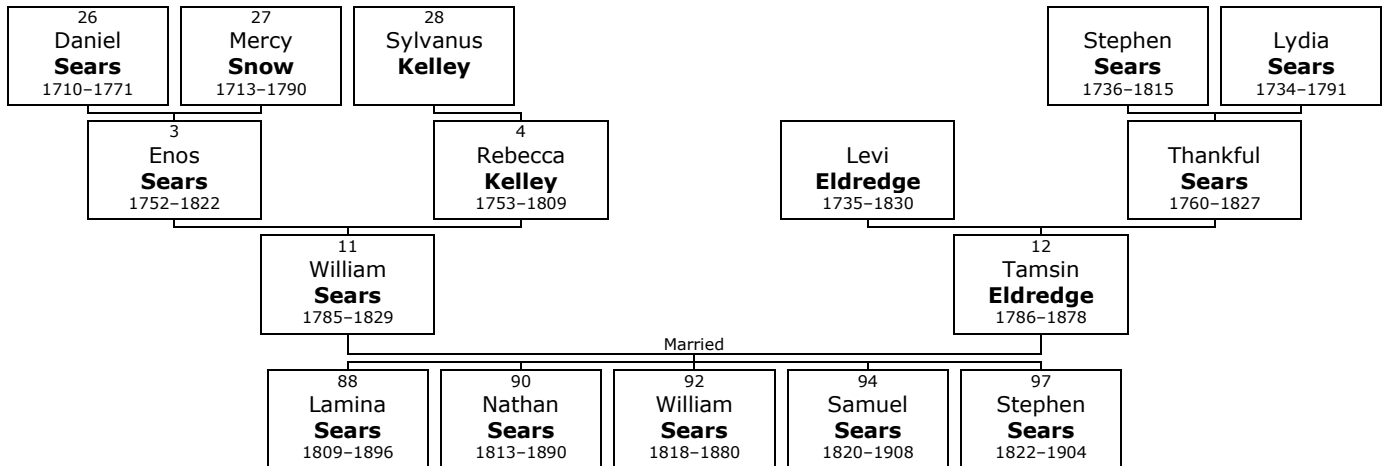 26
Daniel
Sears
1710–1771
27
Mercy
Snow
1713–1790
28
Sylvanus
Kelley
Stephen
Sears
1736–1815
Lydia
Sears
1734–1791
3
Enos
Sears
1752–1822
4
Rebecca
Kelley
1753–1809
Levi
Eldredge
1735–1830
Thankful
Sears
1760–1827
11
William
Sears
1785–1829
12
Tamsin
Eldredge
1786–1878
Married
88
Lamina
Sears
1809–1896
90
Nathan
Sears
1813–1890
92
William
Sears
1818–1880
94
Samuel
Sears
1820–1908
97
Stephen
Sears
1822–1904